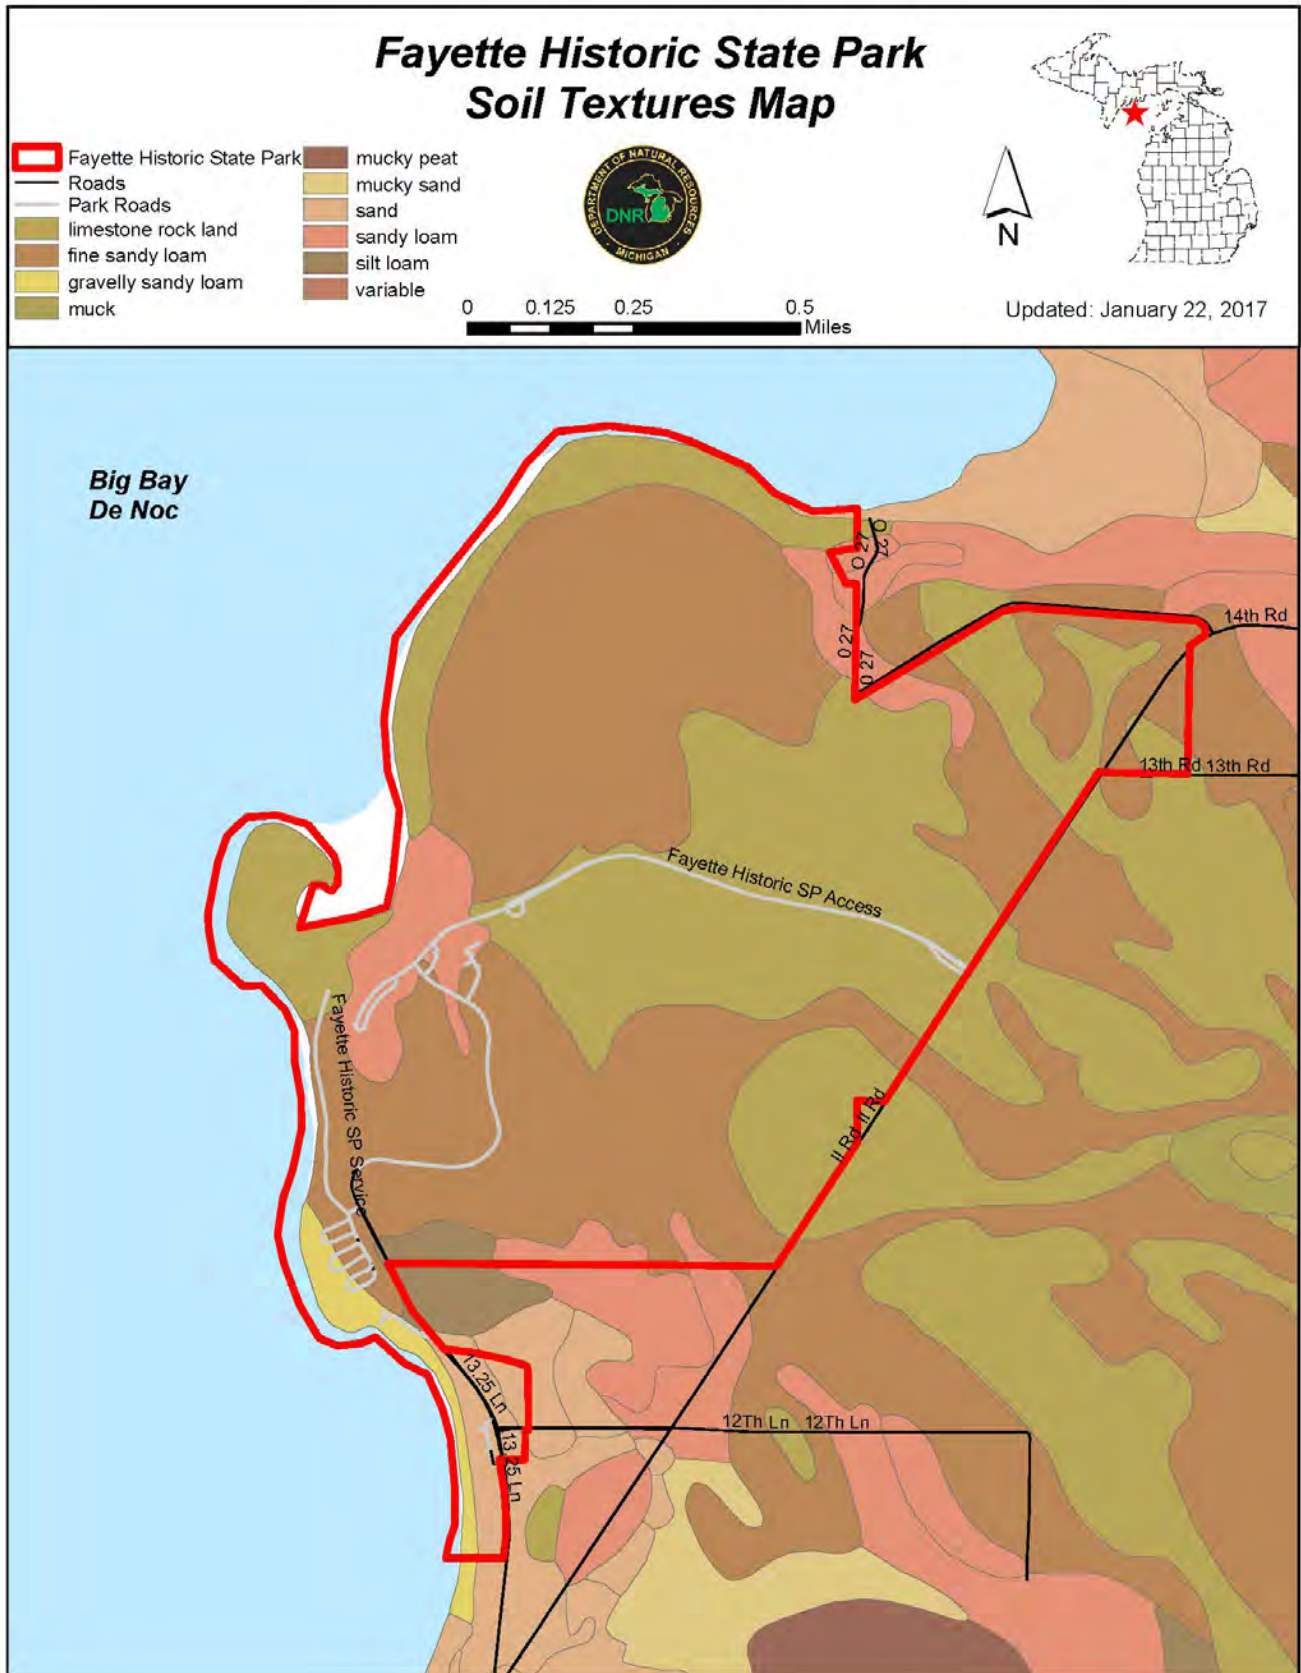 Fayette Historic State Park
Soil Textures Map
Fayette Historic State Park
Roads
Park Roads
limestone rock land
fine sandy loam
gravelly sandy loam
muck
mucky peat
mucky sand
sand
sandy loam
silt loam
variable
DEPARTMENT OF NATURAL RESOURCES
DNR
MICHIGAN
0 0.125 0.25 0.5
Miles
N
Updated: January 22, 2017
Big Bay
De Noc
O 27
O 27
O 27
O 27
14th Rd
13th Rd 13th Rd
Fayette Historic SP Access
Fayette Historic SP Service
II Rd II Rd
13.25 Ln
12Th Ln 12Th Ln
13.25 Ln